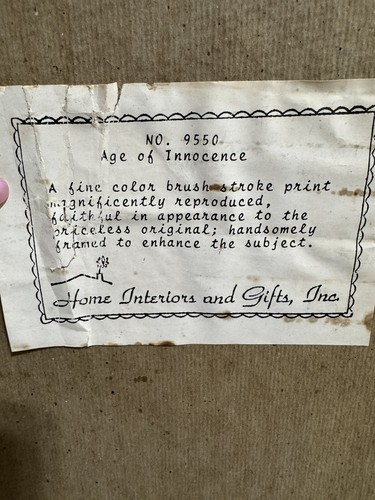 NO. 9550
Age of Innocence
A fine color brush stroke print
magnificently reproduced,
faithful in appearance to the
priceless original; handsomely
framed to enhance the subject.
Home Interiors and Gifts, Inc.